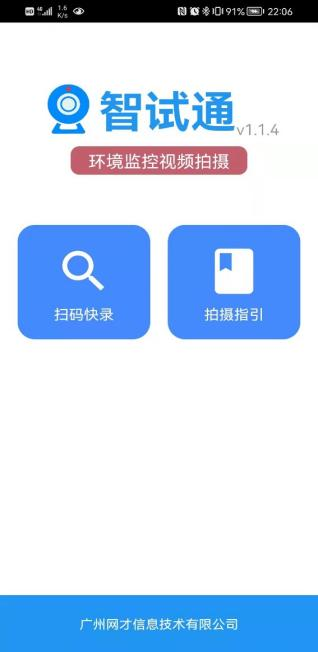 HD 4G 1.6 K/s 91% 22:06
智试通
v1.1.4
环境监控视频拍摄
扫码快录
拍摄指引
广州网才信息技术有限公司